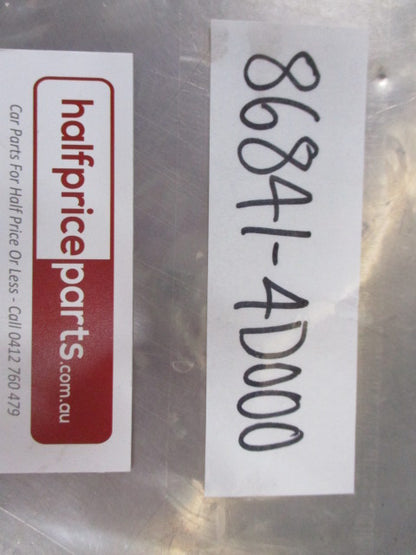 86841-4D000
halfpriceparts.com.au
Car Parts For Half Price Or Less - Call 0412 760 479